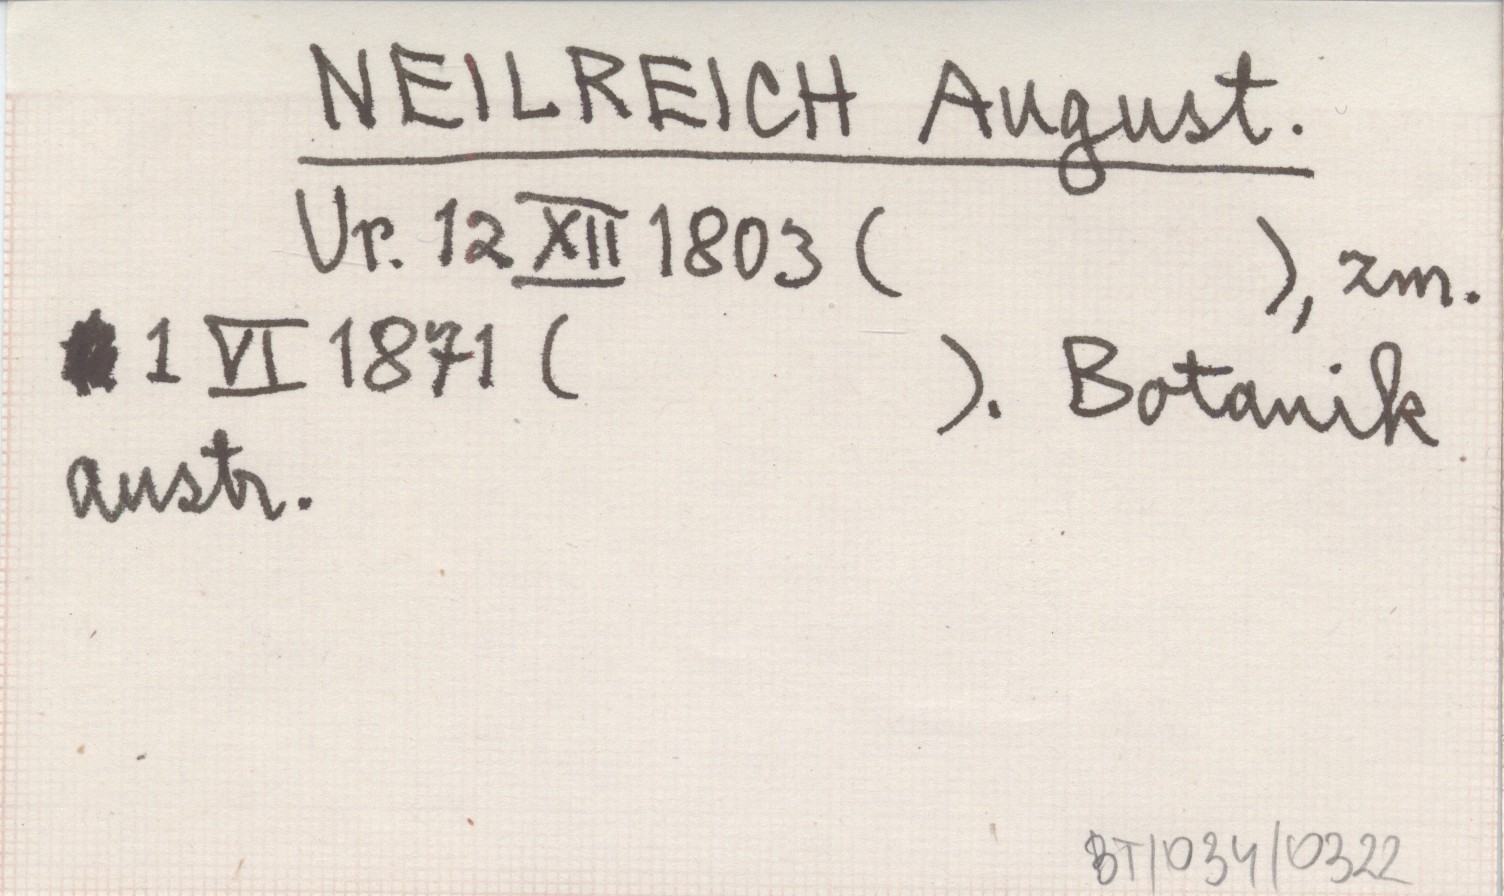 NEILREICH August.
Ur. 12 XII 1803 ( ), zm.
1 VI 1871 ( ). Botanik
austr.
BT/034/0322